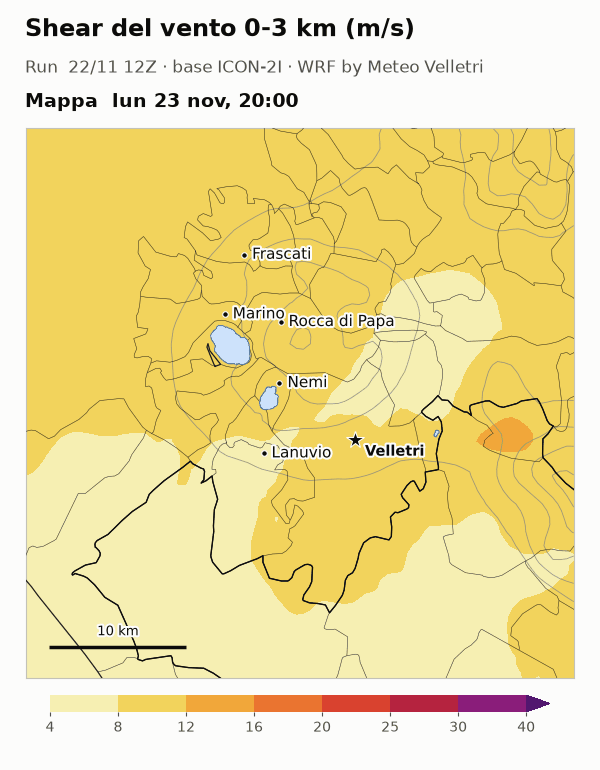 Shear del vento 0-3 km (m/s)
Run  22/11 12Z · base ICON-2I · WRF by Meteo Velletri
Mappa  lun 23 nov, 20:00
Frascati
Marino
Rocca di Papa
Nemi
Velletri
Lanuvio
10 km
4 8 12 16 20 25 30 40